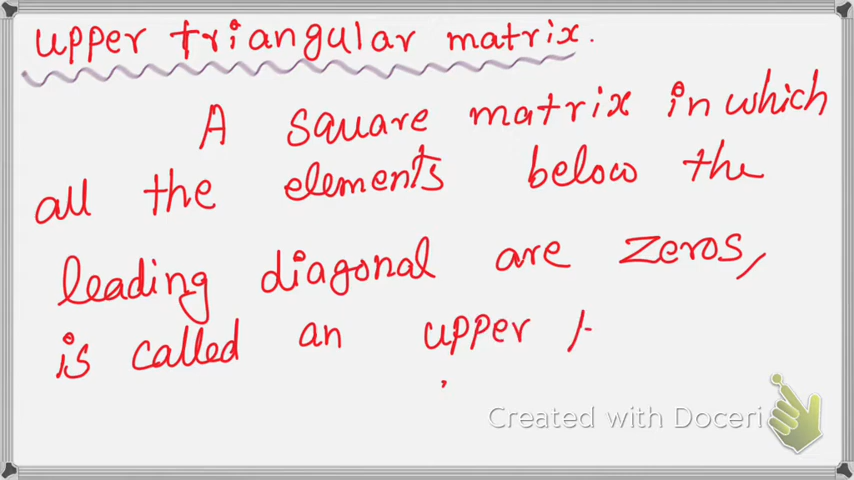 upper triangular matrix.
A square matrix in which
all the elements below the
leading diagonal are zeros,
is called an upper
Created with Doceri